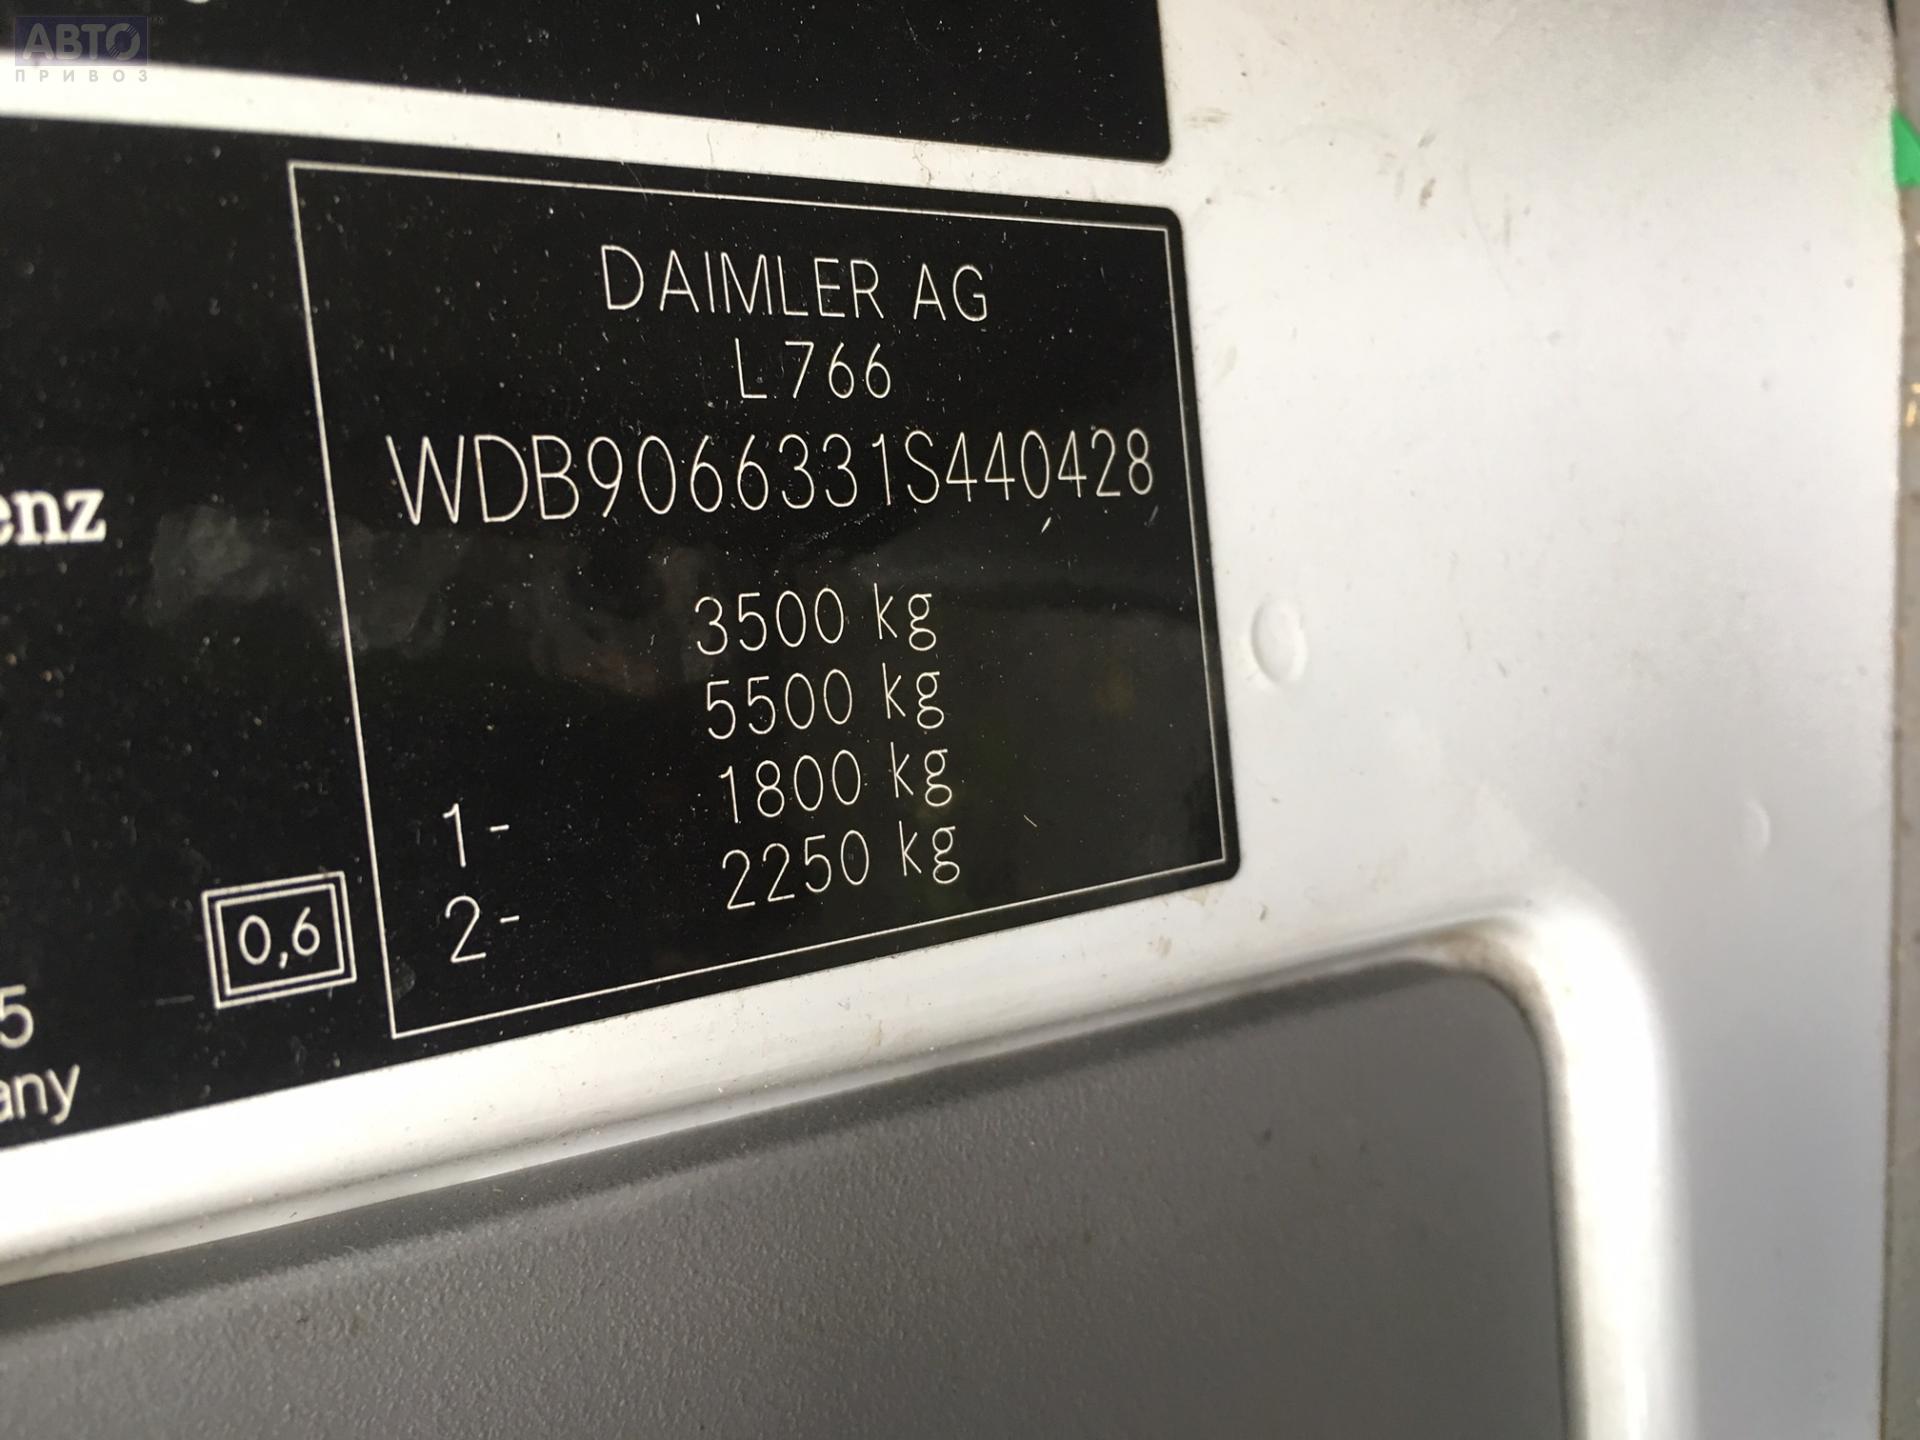 АВТО
ПРИВОЗ
DAIMLER AG
L 766
WDB9066331S440428
enz
3500 kg
5500 kg
1- 1800 kg
2- 2250 kg
0,6
5
any